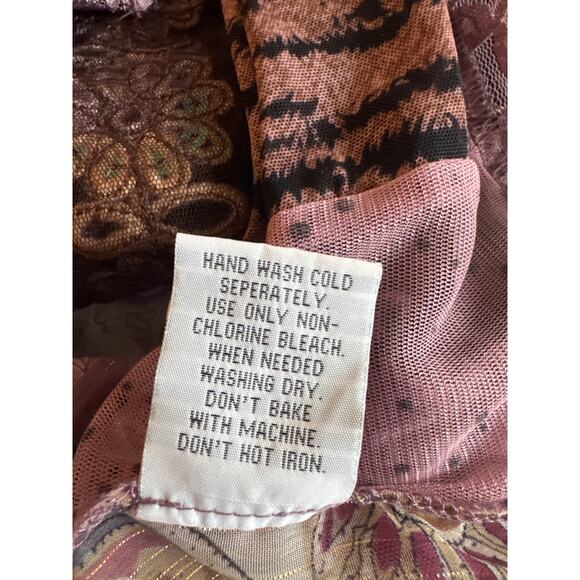 HAND WASH COLD
SEPERATELY.
USE ONLY NON-
CHLORINE BLEACH.
WHEN NEEDED
WASHING DRY.
DON'T BAKE
WITH MACHINE.
DON'T HOT IRON.